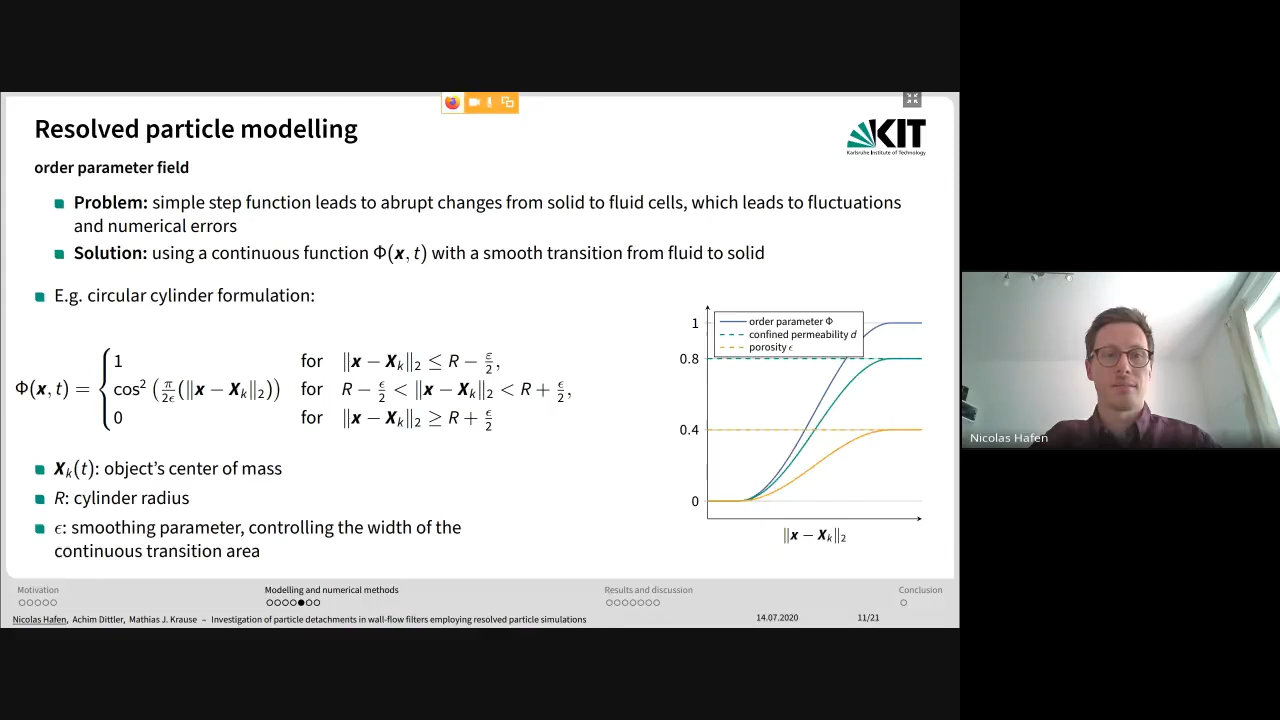 Resolved particle modelling
KIT
Karlsruhe Institute of Technology
order parameter field
Problem: simple step function leads to abrupt changes from solid to fluid cells, which leads to fluctuations
and numerical errors
Solution: using a continuous function Φ(x, t) with a smooth transition from fluid to solid
E.g. circular cylinder formulation:
Φ(x, t) = { 1 for ‖x − Xₖ‖₂ ≤ R − ε/2,
cos² (π/2ϵ (‖x − Xₖ‖₂)) for R − ϵ/2 < ‖x − Xₖ‖₂ < R + ϵ/2,
0 for ‖x − Xₖ‖₂ ≥ R + ϵ/2
Xₖ(t): object's center of mass
R: cylinder radius
ϵ: smoothing parameter, controlling the width of the
continuous transition area
order parameter Φ
confined permeability d
porosity ϵ
1
0.8
0.4
0
‖x − Xₖ‖₂
Nicolas Hafen
Motivation
Modelling and numerical methods
Results and discussion
Conclusion
Nicolas Hafen, Achim Dittler, Mathias J. Krause – Investigation of particle detachments in wall-flow filters employing resolved particle simulations
14.07.2020
11/21